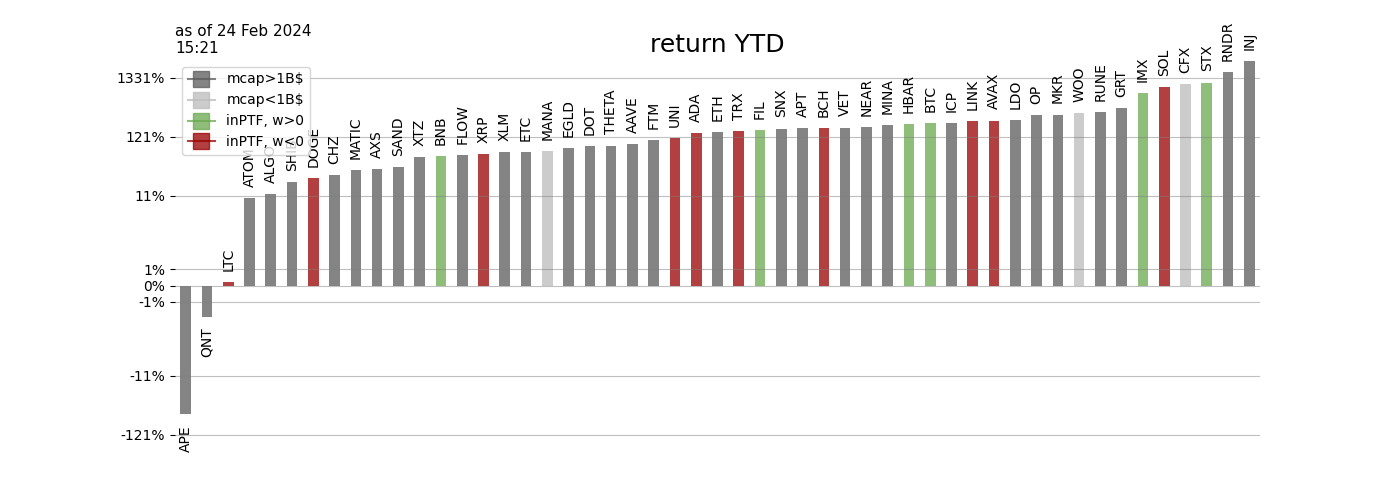 as of 24 Feb 2024
15:21
return YTD
mcap>1B$
mcap<1B$
inPTF, w>0
inPTF, w<0
1331%
121%
11%
1%
0%
-1%
-11%
-121%
APE
QNT
LTC
ATOM
ALGO
SHIB
DOGE
CHZ
MATIC
AXS
SAND
XTZ
BNB
FLOW
XRP
XLM
ETC
MANA
EGLD
DOT
THETA
AAVE
FTM
UNI
ADA
ETH
TRX
FIL
SNX
APT
BCH
VET
NEAR
MINA
HBAR
BTC
ICP
LINK
AVAX
LDO
OP
MKR
WOO
RUNE
GRT
IMX
SOL
CFX
STX
RNDR
INJ